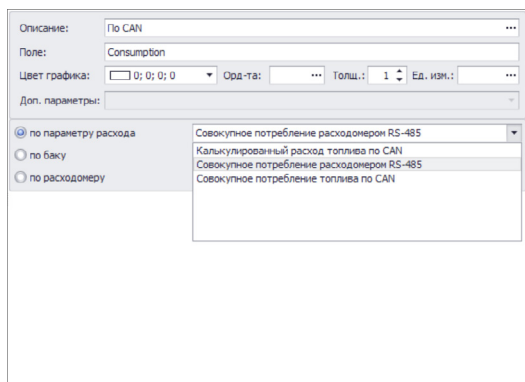 Описание: По CAN ...
Поле: Consumption
Цвет графика: 0; 0; 0; 0 Орд-та: ... Толщ.: 1 Ед. изм.: ...
Доп. параметры:
по параметру расхода Совокупное потребление расходомером RS-485
Калькулированный расход топлива по CAN
по баку Совокупное потребление расходомером RS-485
по расходомеру Совокупное потребление топлива по CAN